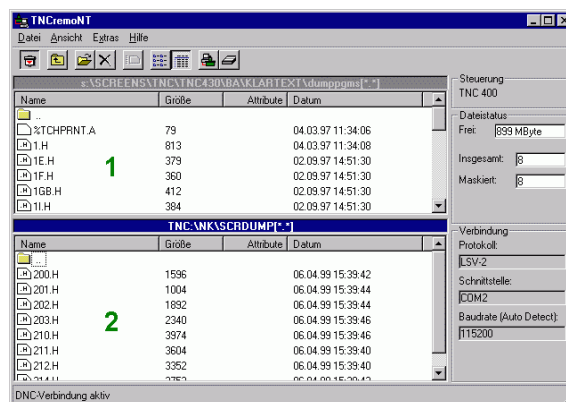 TNCremoNT
Datei Ansicht Extras Hilfe
s:\SCREENS\TNC\TNC430\BA\KLARTEXT\dumppgms[*.*]
Name Größe Attribute Datum
..
%TCHPRNT.A 79 04.03.97 11:34:06
1.H 813 04.03.97 11:34:08
1E.H 379 02.09.97 14:51:30
1F.H 360 02.09.97 14:51:30
1GB.H 412 02.09.97 14:51:30
1I.H 384 02.09.97 14:51:30
1
TNC:\NK\SCRDUMP[*.*]
Name Größe Attribute Datum
..
200.H 1596 06.04.99 15:39:42
201.H 1004 06.04.99 15:39:44
202.H 1892 06.04.99 15:39:44
203.H 2340 06.04.99 15:39:46
210.H 3974 06.04.99 15:39:46
211.H 3604 06.04.99 15:39:40
212.H 3352 06.04.99 15:39:40
2
Steuerung
TNC 400
Dateistatus
Frei: 899 MByte
Insgesamt: 8
Maskiert: 8
Verbindung
Protokoll:
LSV-2
Schnittstelle:
COM2
Baudrate (Auto Detect):
115200
DNC-Verbindung aktiv